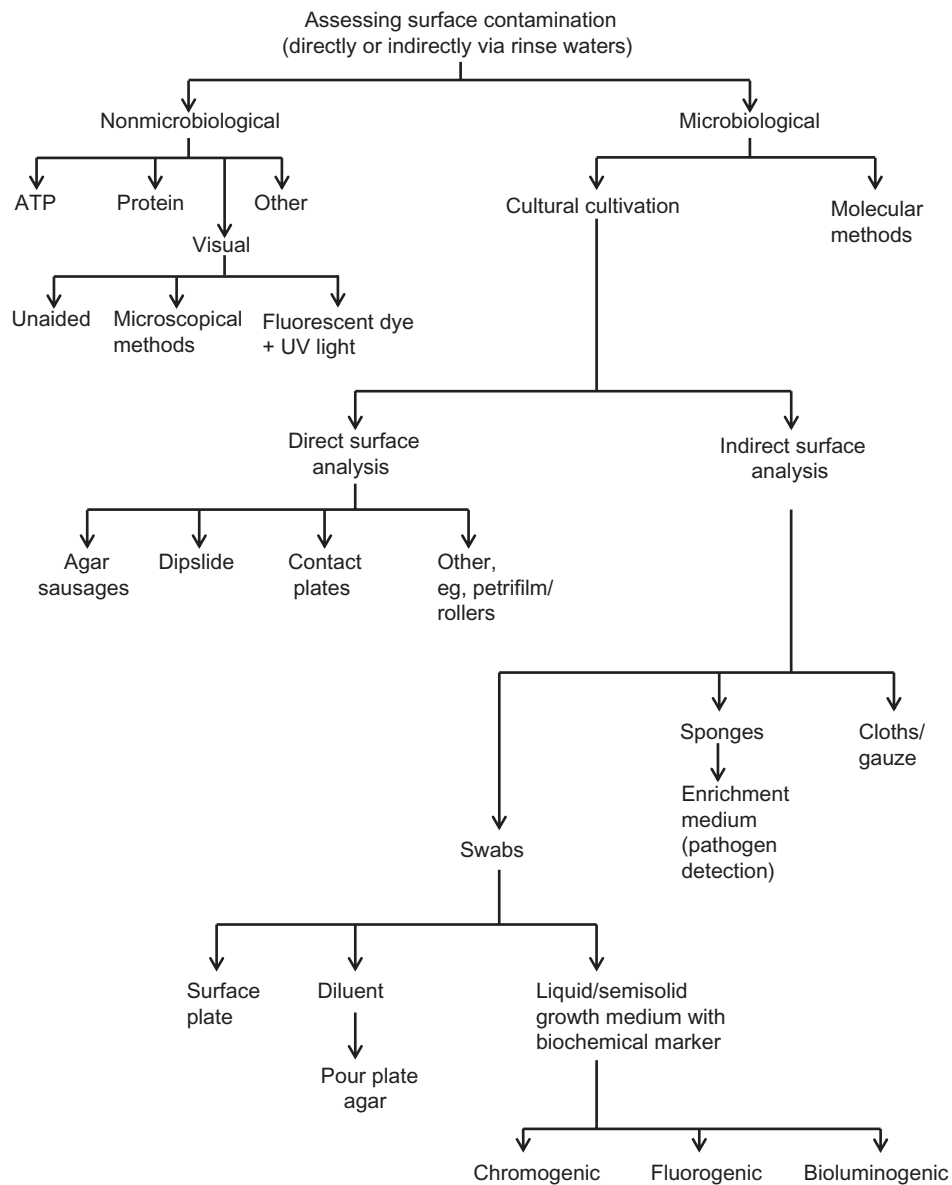 Assessing surface contamination
(directly or indirectly via rinse waters)
Nonmicrobiological
Microbiological
ATP
Protein
Other
Cultural cultivation
Molecular
methods
Visual
Unaided
Microscopical
methods
Fluorescent dye
+ UV light
Direct surface
analysis
Indirect surface
analysis
Agar
sausages
Dipslide
Contact
plates
Other,
eg, petrifilm/
rollers
Sponges
Cloths/
gauze
Enrichment
medium
(pathogen
detection)
Swabs
Surface
plate
Diluent
Liquid/semisolid
growth medium with
biochemical marker
Pour plate
agar
Chromogenic
Fluorogenic
Bioluminogenic